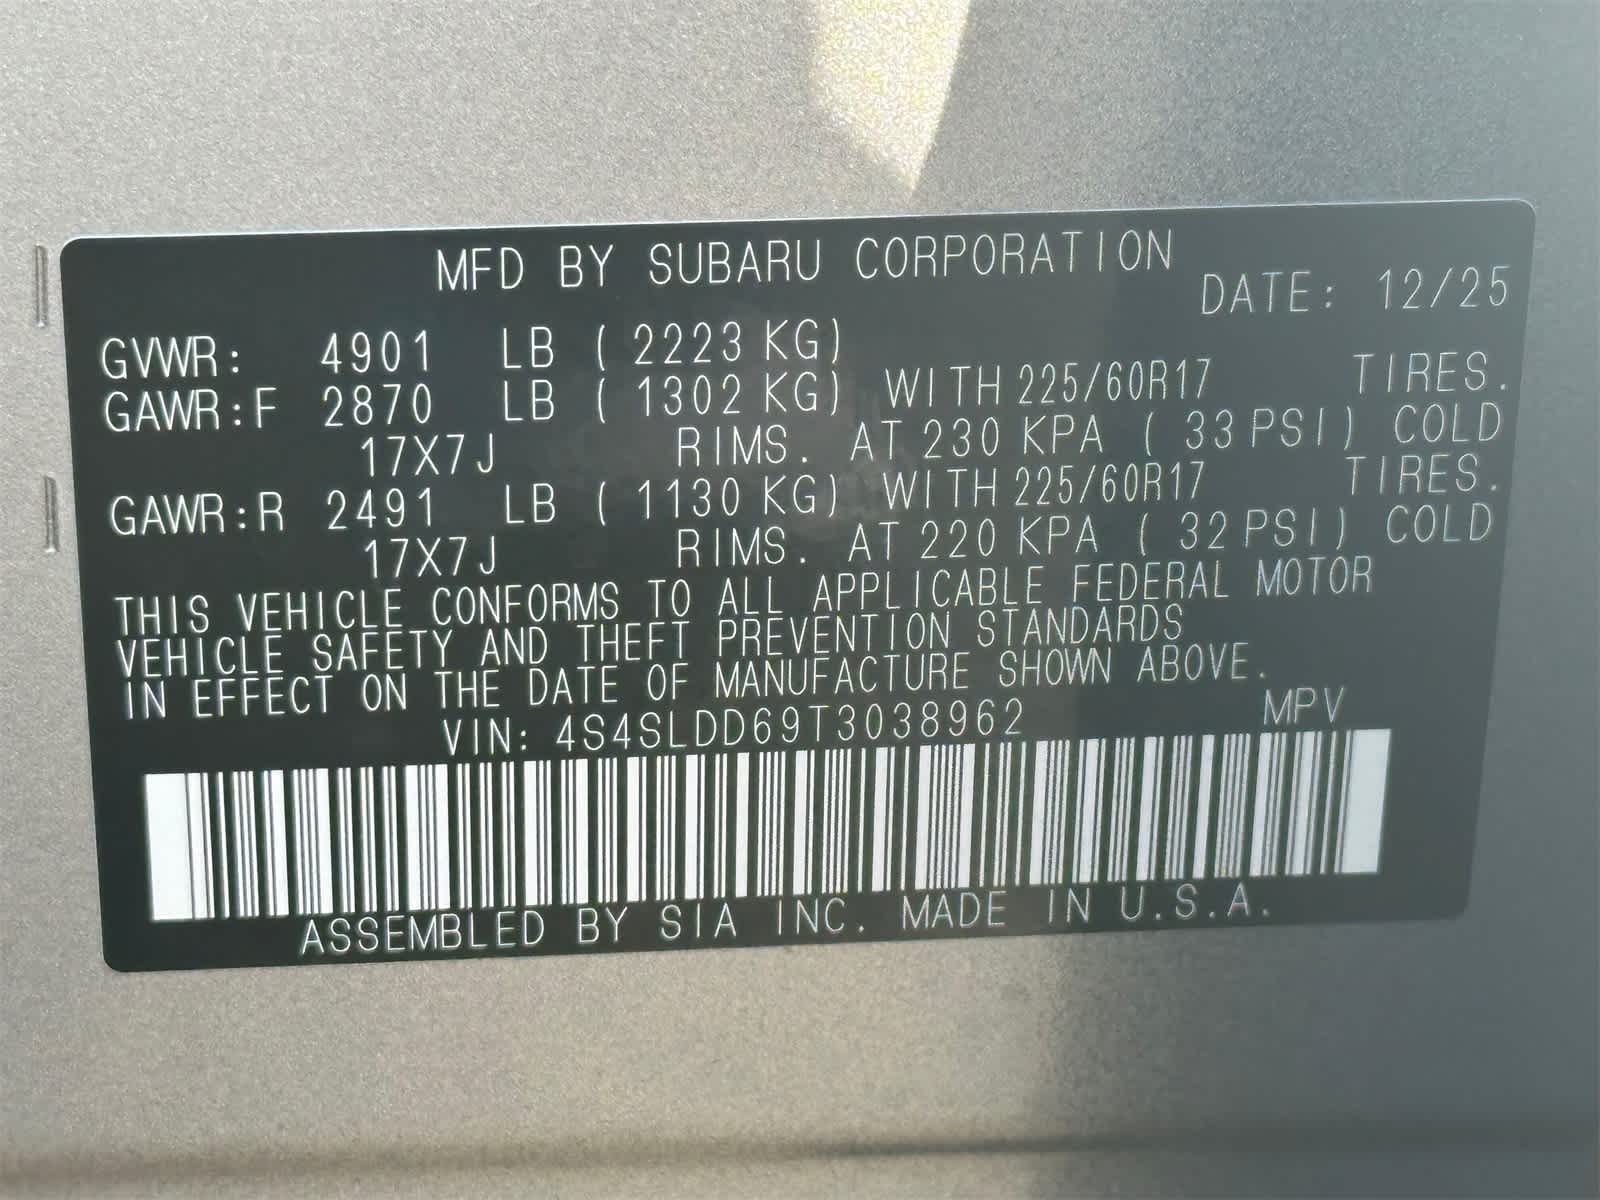 MFD BY SUBARU CORPORATION
DATE: 12/25
GVWR: 4901 LB ( 2223 KG)
GAWR:F 2870 LB ( 1302 KG) WITH 225/60R17 TIRES.
17X7J RIMS. AT 230 KPA ( 33 PSI) COLD
GAWR:R 2491 LB ( 1130 KG) WITH 225/60R17 TIRES.
17X7J RIMS. AT 220 KPA ( 32 PSI) COLD
THIS VEHICLE CONFORMS TO ALL APPLICABLE FEDERAL MOTOR
VEHICLE SAFETY AND THEFT PREVENTION STANDARDS
IN EFFECT ON THE DATE OF MANUFACTURE SHOWN ABOVE.
VIN: 4S4SLDD69T3038962 MPV
ASSEMBLED BY SIA INC. MADE IN U.S.A.